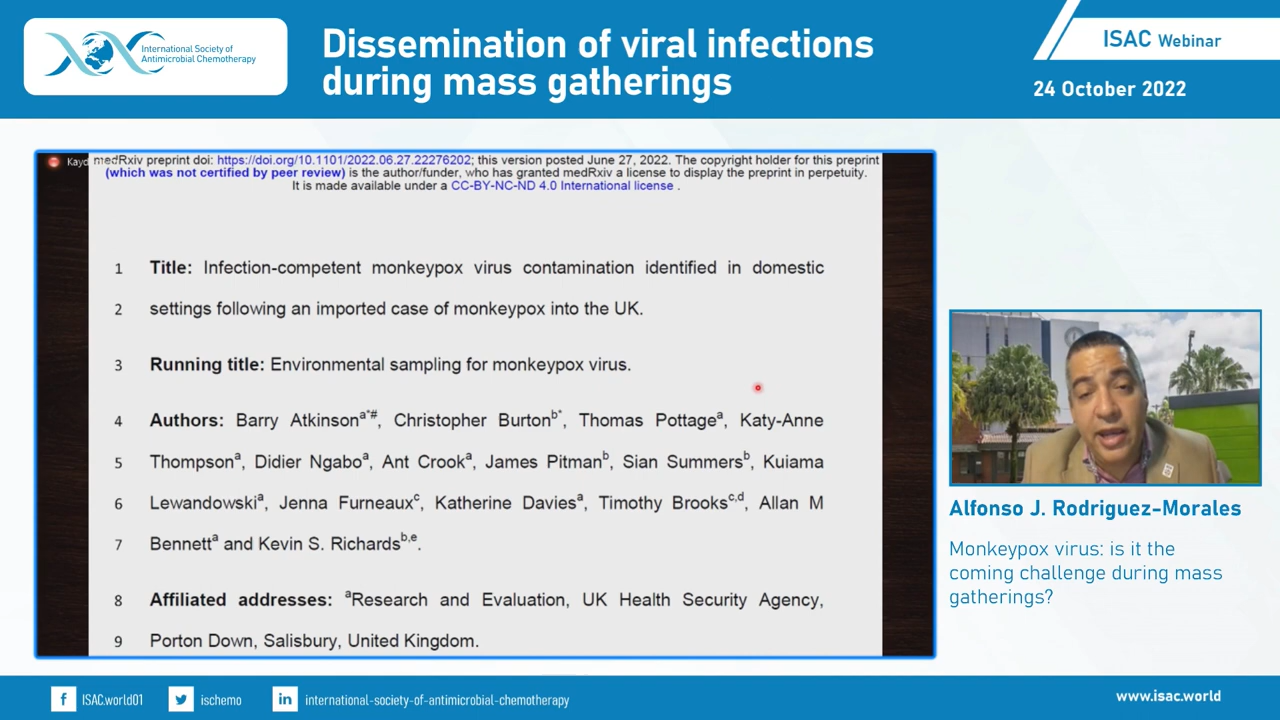 International Society of
Antimicrobial Chemotherapy
Dissemination of viral infections
during mass gatherings
ISAC Webinar
24 October 2022
medRxiv preprint doi: https://doi.org/10.1101/2022.06.27.22276202; this version posted June 27, 2022. The copyright holder for this preprint
(which was not certified by peer review) is the author/funder, who has granted medRxiv a license to display the preprint in perpetuity.
It is made available under a CC-BY-NC-ND 4.0 International license .
1 Title: Infection-competent monkeypox virus contamination identified in domestic
2 settings following an imported case of monkeypox into the UK.
3 Running title: Environmental sampling for monkeypox virus.
4 Authors: Barry Atkinsona*#, Christopher Burtonb*, Thomas Pottagea, Katy-Anne
5 Thompsona, Didier Ngaboa, Ant Crooka, James Pitmanb, Sian Summersb, Kuiama
6 Lewandowskia, Jenna Furneauxc, Katherine Daviesa, Timothy Brooksc,d, Allan M
7 Bennetta and Kevin S. Richardsb,e.
8 Affiliated addresses: aResearch and Evaluation, UK Health Security Agency,
9 Porton Down, Salisbury, United Kingdom.
Alfonso J. Rodriguez-Morales
Monkeypox virus: is it the
coming challenge during mass
gatherings?
f ISAC.world01
ischemo
in international-society-of-antimicrobial-chemotherapy
www.isac.world